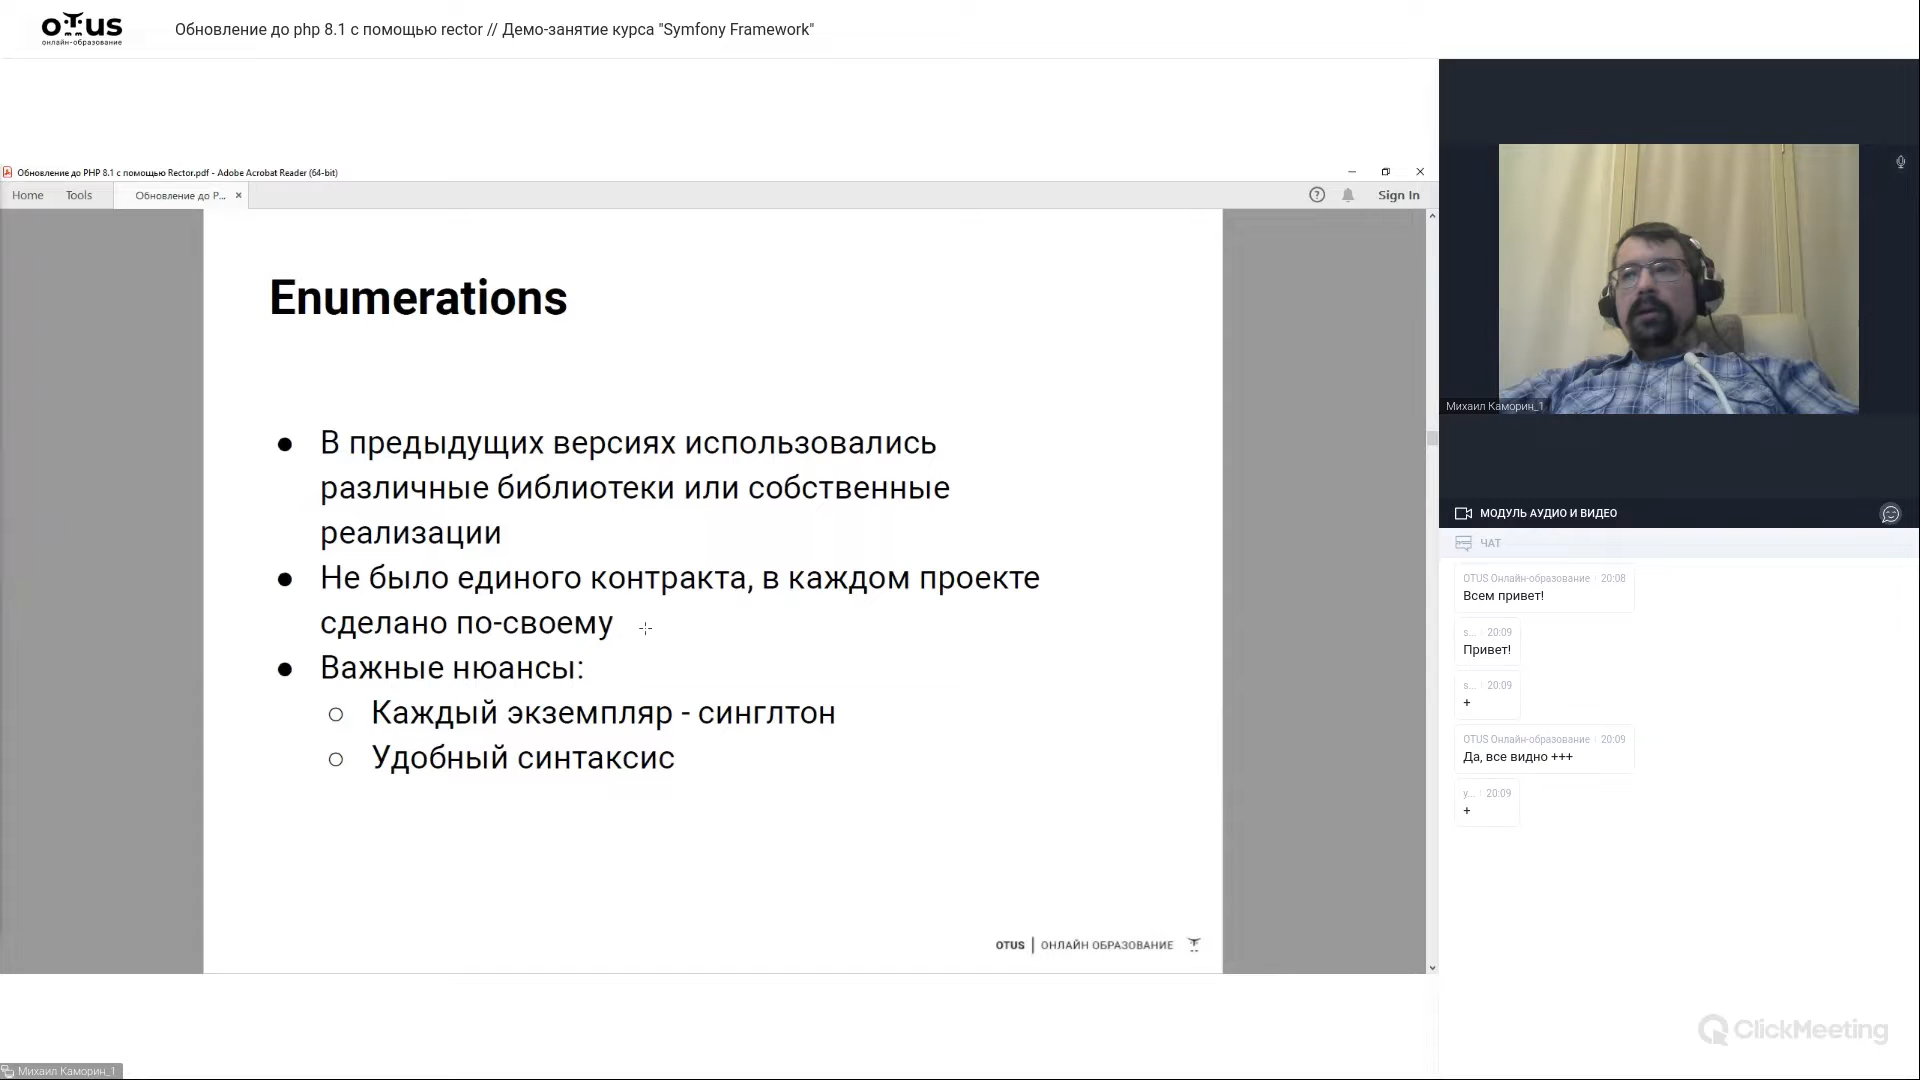 OTUS
онлайн-образование
Обновление до php 8.1 с помощью rector // Демо-занятие курса "Symfony Framework"
Обновление до PHP 8.1 с помощью Rector.pdf - Adobe Acrobat Reader (64-bit)
Home Tools Обновление до P... × ? Sign In
Enumerations
● В предыдущих версиях использовались
различные библиотеки или собственные
реализации
● Не было единого контракта, в каждом проекте
сделано по-своему
● Важные нюансы:
○ Каждый экземпляр - синглтон
○ Удобный синтаксис
OTUS | ОНЛАЙН ОБРАЗОВАНИЕ
Михаил Каморин_1
Михаил Каморин_1
МОДУЛЬ АУДИО И ВИДЕО
ЧАТ
OTUS Онлайн-образование 20:08
Всем привет!
s... 20:09
Привет!
s... 20:09
+
OTUS Онлайн-образование 20:09
Да, все видно +++
y... 20:09
+
ClickMeeting